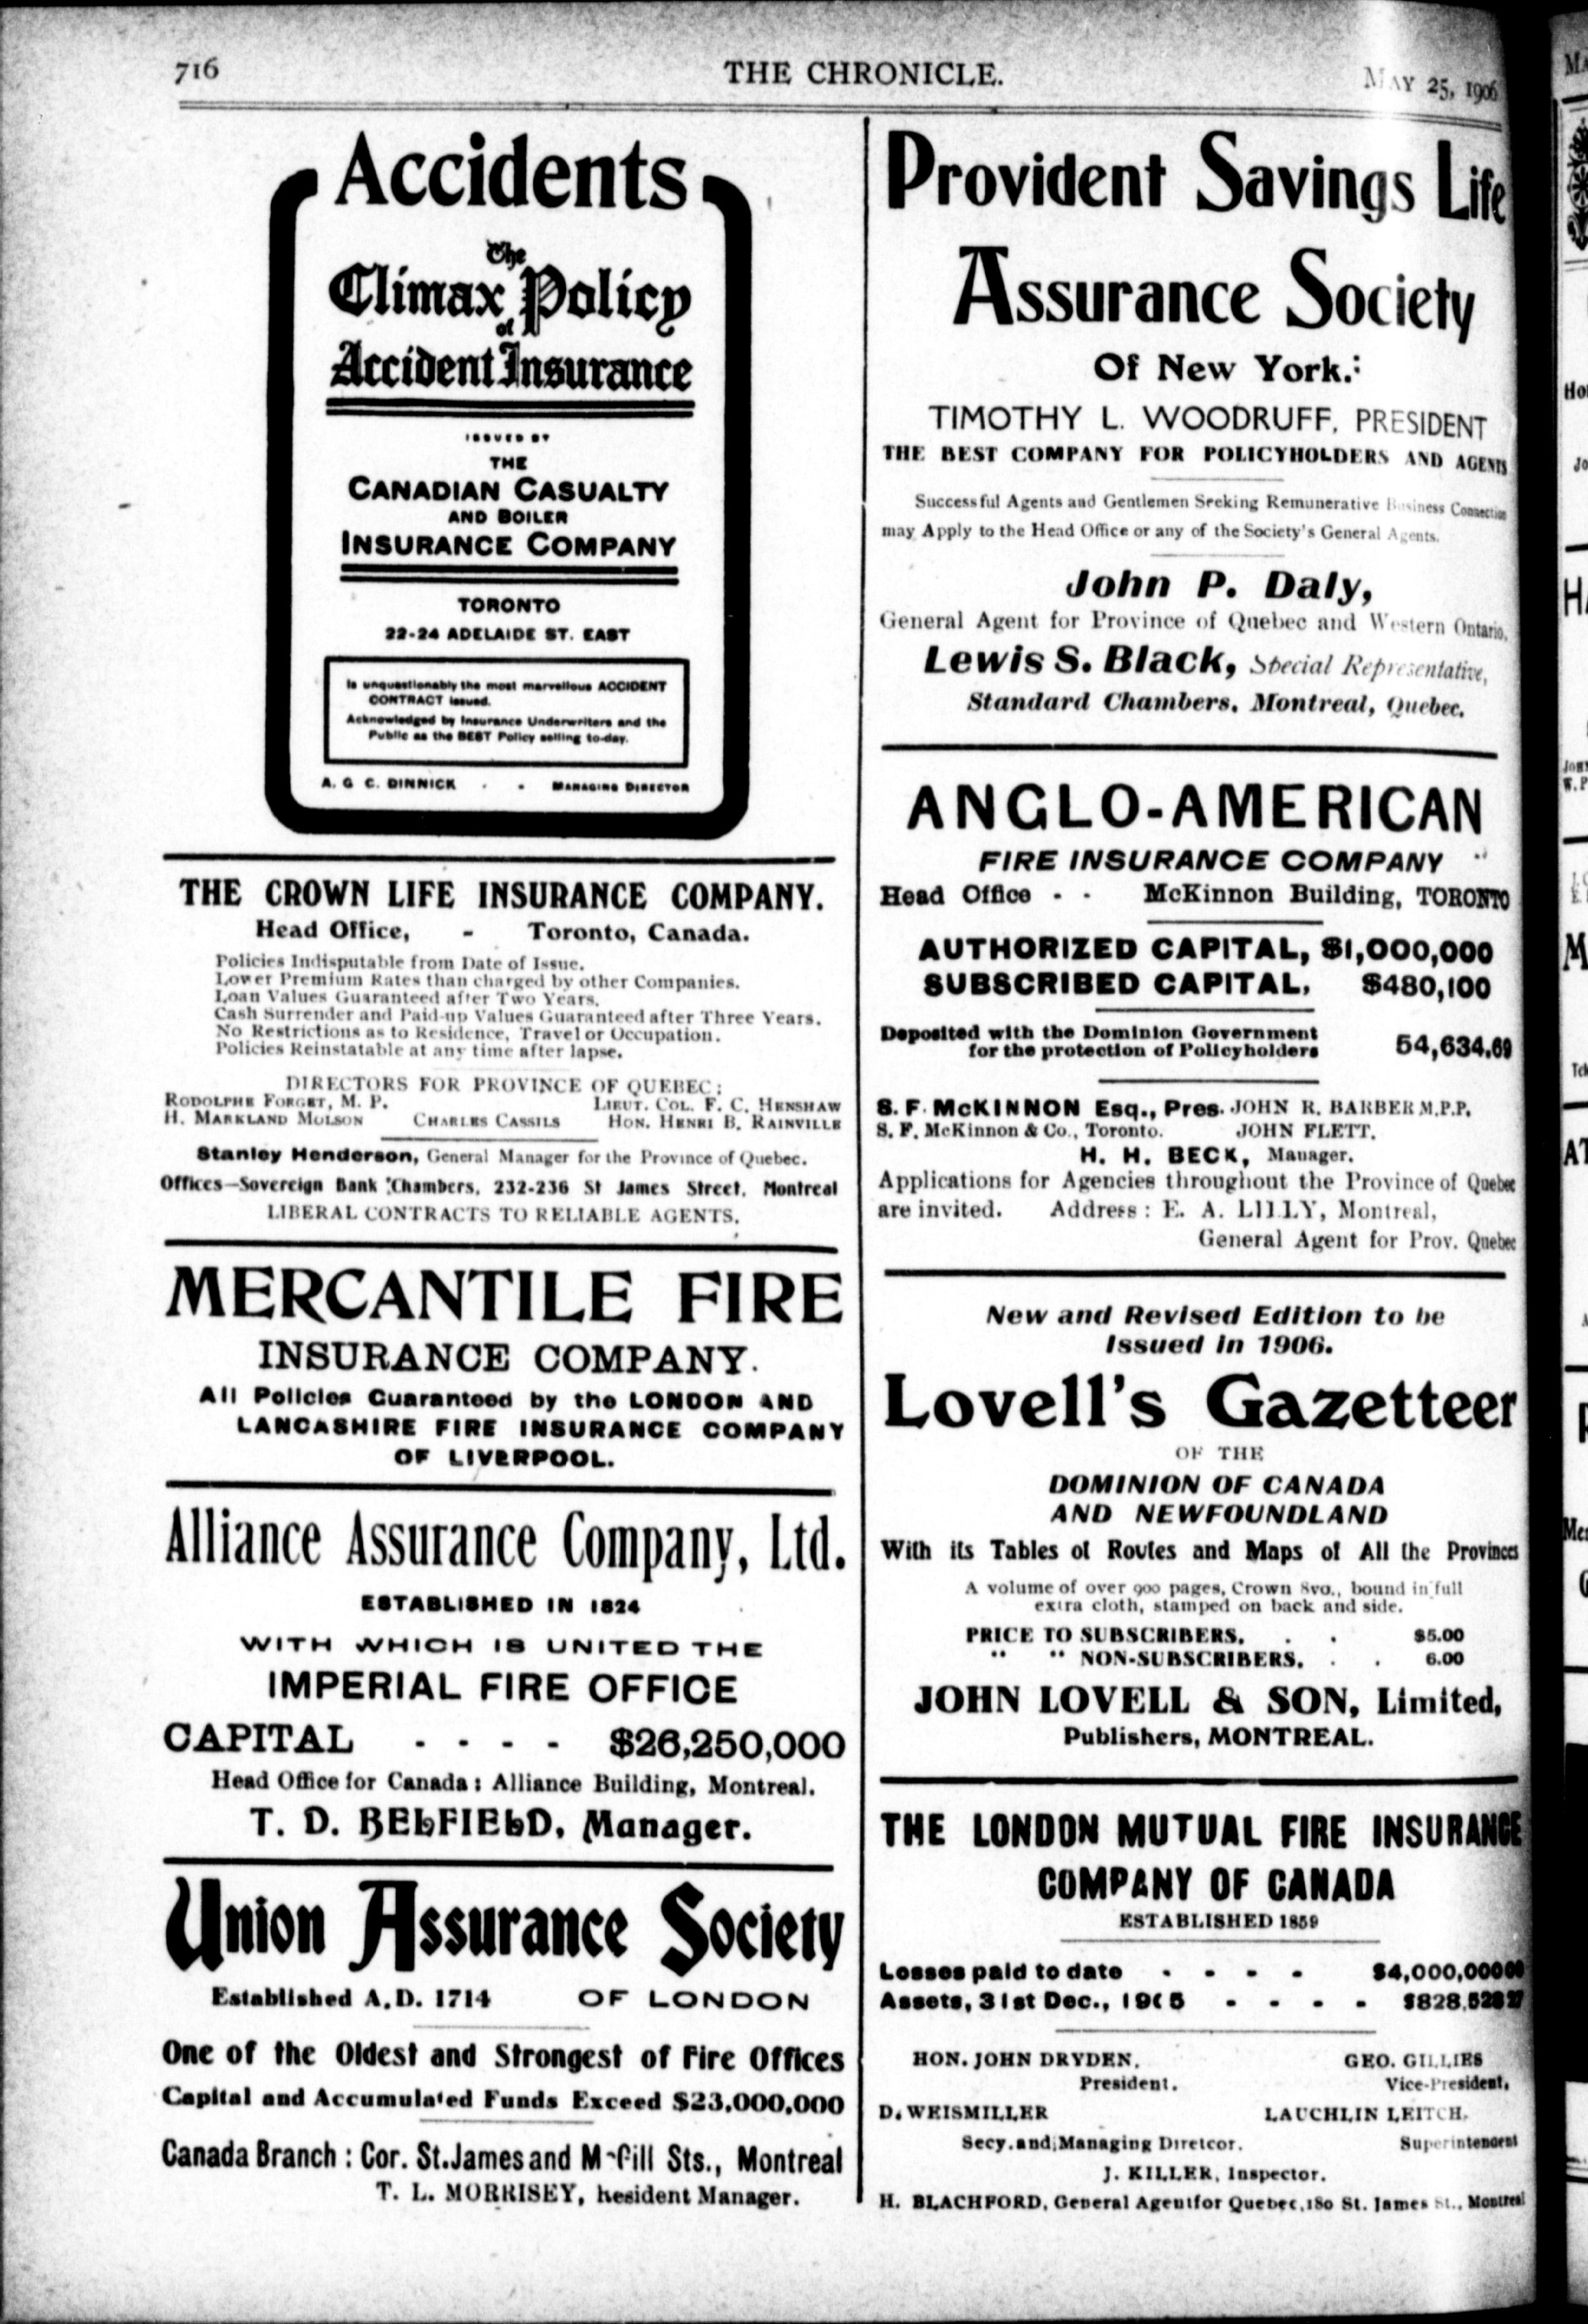 716
THE CHRONICLE.
MAY 25, 1906
Accidents
The
Climax Policy
of
Accident Insurance
ISSUED BY
THE
CANADIAN CASUALTY
AND BOILER
INSURANCE COMPANY
TORONTO
22-24 ADELAIDE ST. EAST
Is unquestionably the most marvellous ACCIDENT
CONTRACT issued.
Acknowledged by Insurance Underwriters and the
Public as the BEST Policy selling to-day.
A. G. C. DINNICK - - MANAGING DIRECTOR
THE CROWN LIFE INSURANCE COMPANY.
Head Office, - Toronto, Canada.
Policies Indisputable from Date of Issue.
Lower Premium Rates than charged by other Companies.
Loan Values Guaranteed after Two Years.
Cash Surrender and Paid-up Values Guaranteed after Three Years.
No Restrictions as to Residence, Travel or Occupation.
Policies Reinstatable at any time after lapse.
DIRECTORS FOR PROVINCE OF QUEBEC:
RODOLPHE FORGET, M. P. LIEUT. COL. F. C. HENSHAW
H. MARKLAND MOLSON CHARLES CASSILS HON. HENRI B. RAINVILLE
Stanley Henderson, General Manager for the Province of Quebec.
Offices—Sovereign Bank Chambers, 232-236 St James Street, Montreal
LIBERAL CONTRACTS TO RELIABLE AGENTS.
MERCANTILE FIRE
INSURANCE COMPANY.
All Policies Guaranteed by the LONDON AND
LANCASHIRE FIRE INSURANCE COMPANY
OF LIVERPOOL.
Alliance Assurance Company, Ltd.
ESTABLISHED IN 1824
WITH WHICH IS UNITED THE
IMPERIAL FIRE OFFICE
CAPITAL - - - - $26,250,000
Head Office for Canada: Alliance Building, Montreal.
T. D. BELFIELD, Manager.
Union Assurance Society
Established A.D. 1714 OF LONDON
One of the Oldest and Strongest of Fire Offices
Capital and Accumulated Funds Exceed $23,000,000
Canada Branch: Cor. St. James and McGill Sts., Montreal
T. L. MORRISEY, Resident Manager.
Provident Savings Life
Assurance Society
Of New York.
TIMOTHY L. WOODRUFF, PRESIDENT
THE BEST COMPANY FOR POLICYHOLDERS AND AGENTS
Successful Agents and Gentlemen Seeking Remunerative Business Connection
may Apply to the Head Office or any of the Society's General Agents.
John P. Daly,
General Agent for Province of Quebec and Western Ontario.
Lewis S. Black, Special Representative,
Standard Chambers, Montreal, Quebec.
ANGLO-AMERICAN
FIRE INSURANCE COMPANY
Head Office - - McKinnon Building, TORONTO
AUTHORIZED CAPITAL, $1,000,000
SUBSCRIBED CAPITAL, $480,100
Deposited with the Dominion Government
for the protection of Policyholders 54,634.69
S. F. McKINNON Esq., Pres. JOHN R. BARBER M.P.P.
S. F. McKinnon & Co., Toronto. JOHN FLETT.
H. H. BECK, Manager.
Applications for Agencies throughout the Province of Quebec
are invited. Address: E. A. LILLY, Montreal,
General Agent for Prov. Quebec
New and Revised Edition to be
Issued in 1906.
Lovell's Gazetteer
OF THE
DOMINION OF CANADA
AND NEWFOUNDLAND
With its Tables of Routes and Maps of All the Provinces
A volume of over 900 pages, Crown 8vo., bound in full
extra cloth, stamped on back and side.
PRICE TO SUBSCRIBERS, . . $5.00
" " NON-SUBSCRIBERS, . . 6.00
JOHN LOVELL & SON, Limited,
Publishers, MONTREAL.
THE LONDON MUTUAL FIRE INSURANCE
COMPANY OF CANADA
ESTABLISHED 1859
Losses paid to date - - - - $4,000,000 00
Assets, 31st Dec., 1905 - - - - $828,528 27
HON. JOHN DRYDEN, GEO. GILLIES
President. Vice-President,
D. WEISMILLER LAUCHLIN LEITCH,
Secy. and Managing Diretcor. Superintendent
J. KILLER, Inspector.
H. BLACHFORD, General Agent for Quebec, 180 St. James St., Montreal